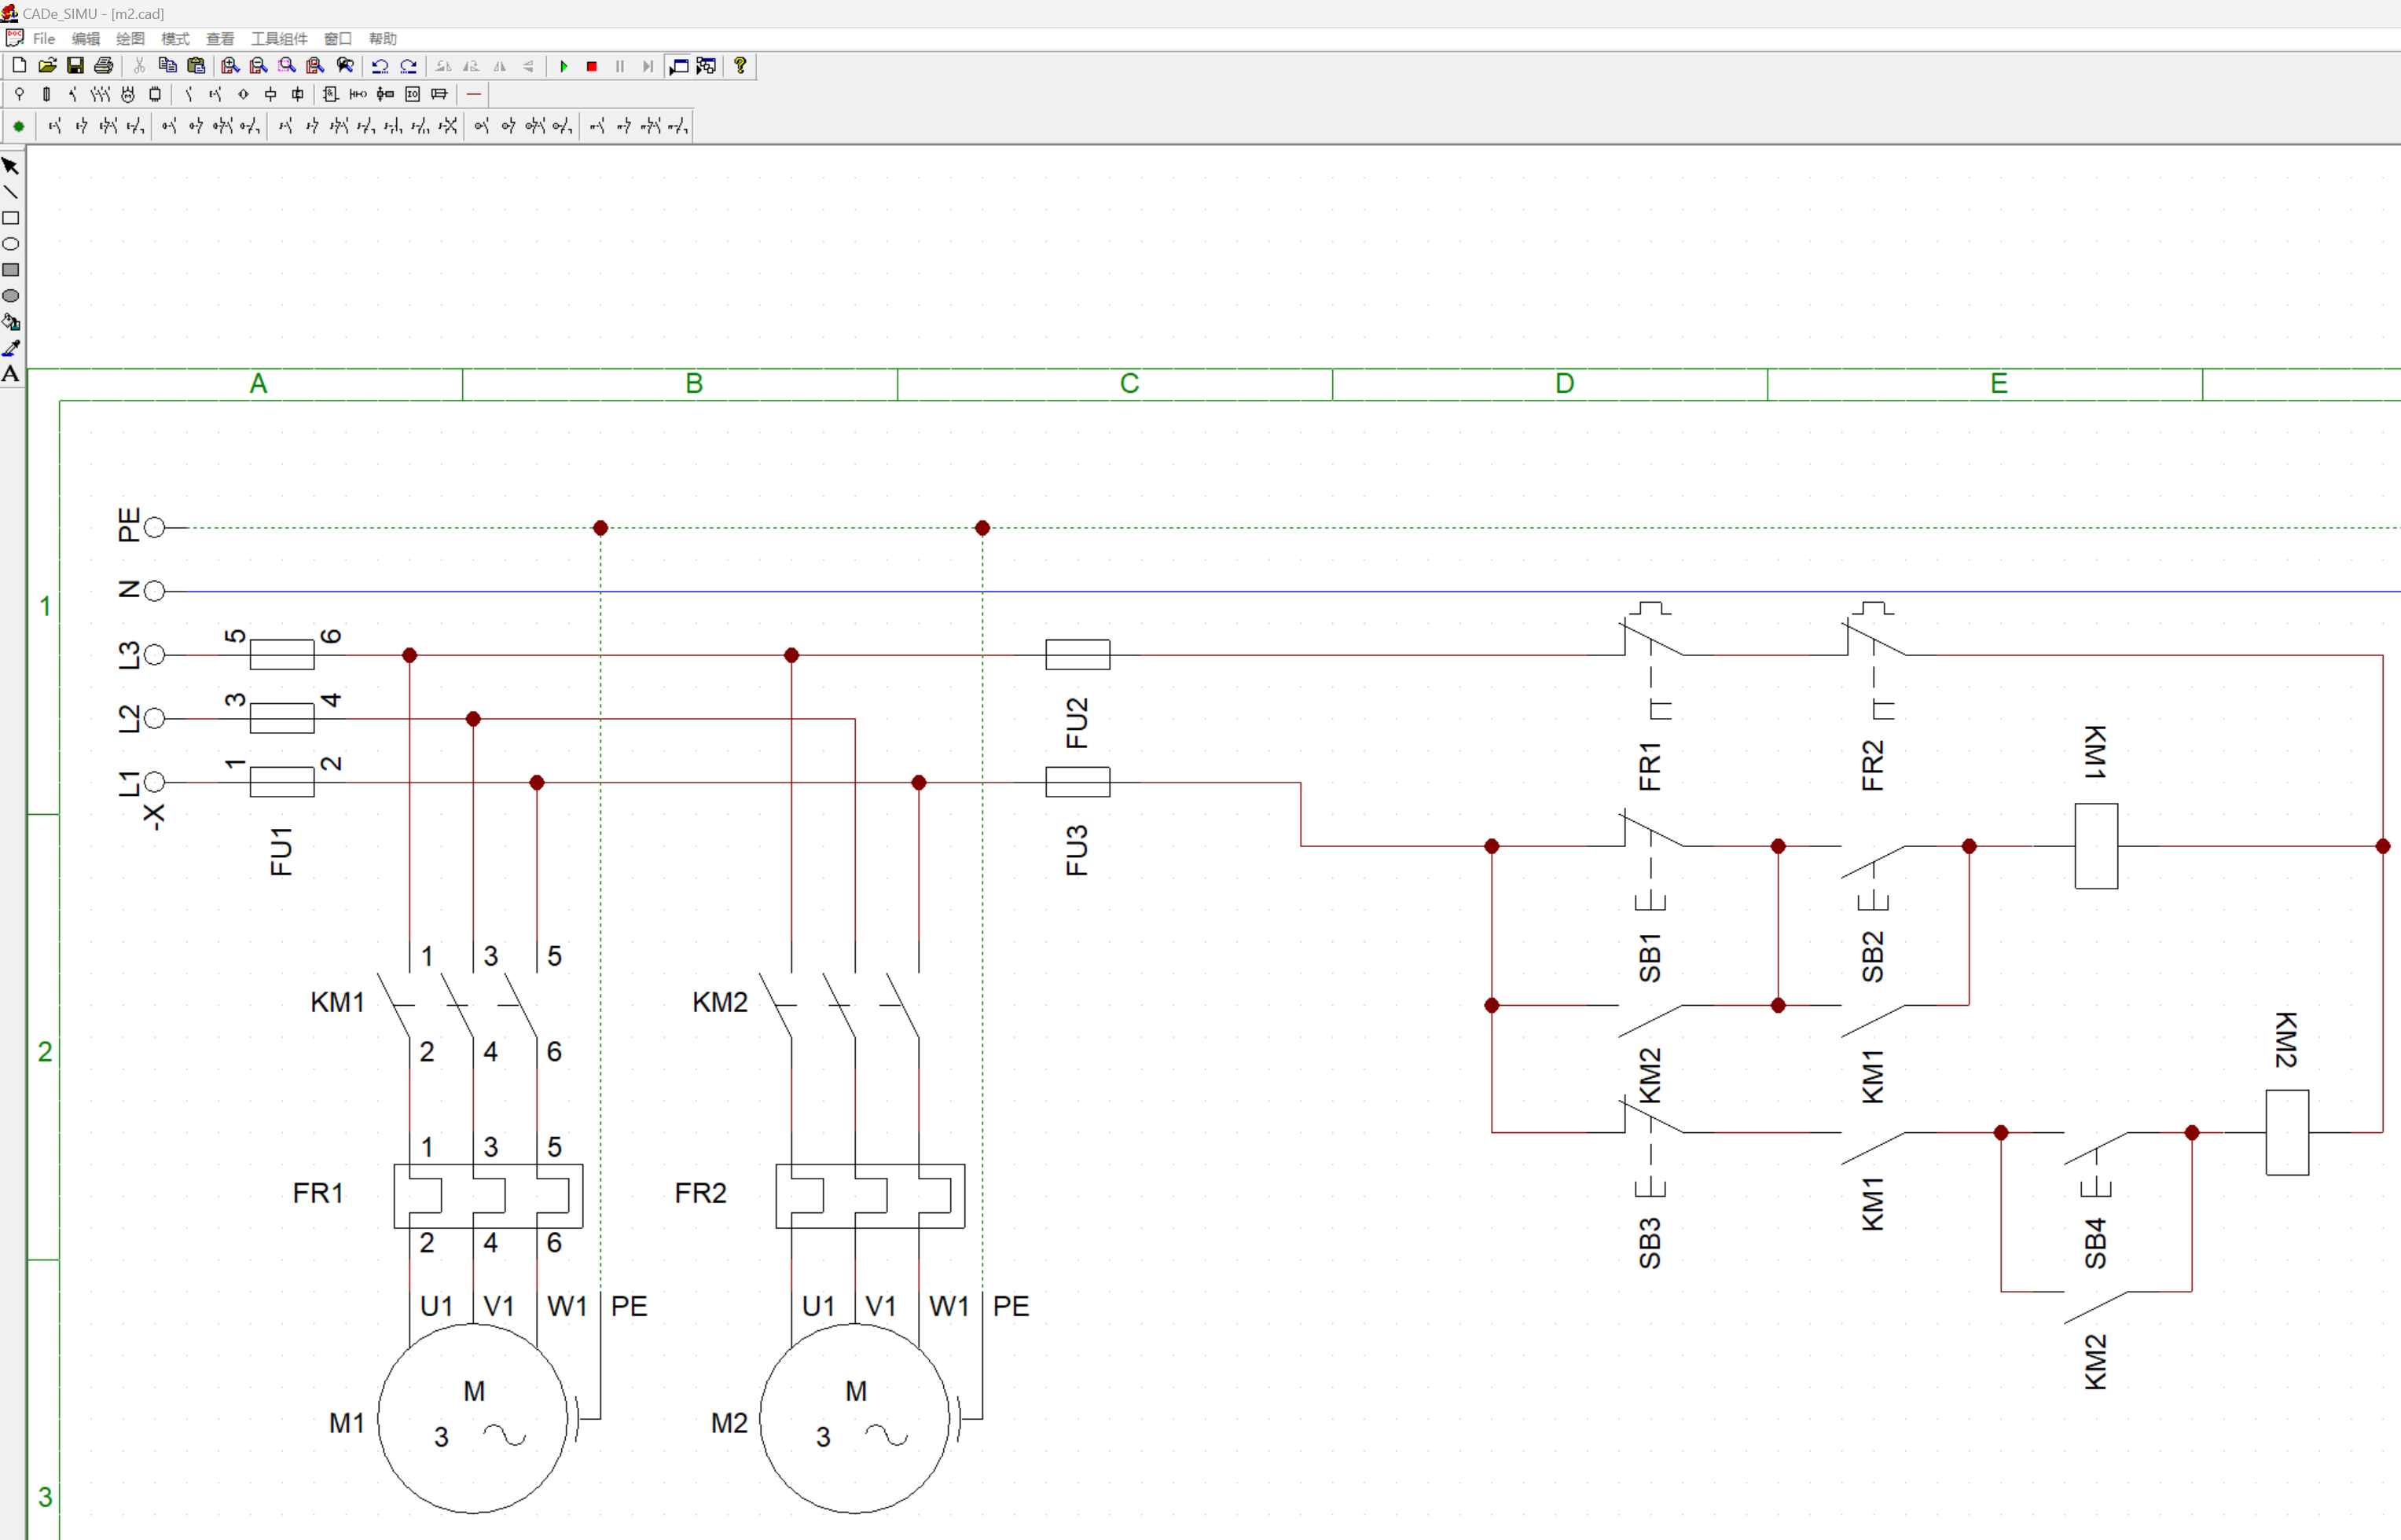 CADe_SIMU - [m2.cad]
File 编辑 绘图 模式 查看 工具组件 窗口 帮助
A B C D E
PE
N
1
L3 5 6
L2 3 4 FU2 FR1 FR2 KM1
L1 1 2
-X
FU1 FU3
1 3 5 SB1 SB2
KM1 KM2
2 4 6 2 KM2
KM2 KM1
1 3 5
FR1 FR2 KM1
2 4 6 SB3 SB4
U1 V1 W1 PE U1 V1 W1 PE
KM2
M M
M1 3 M2 3
3